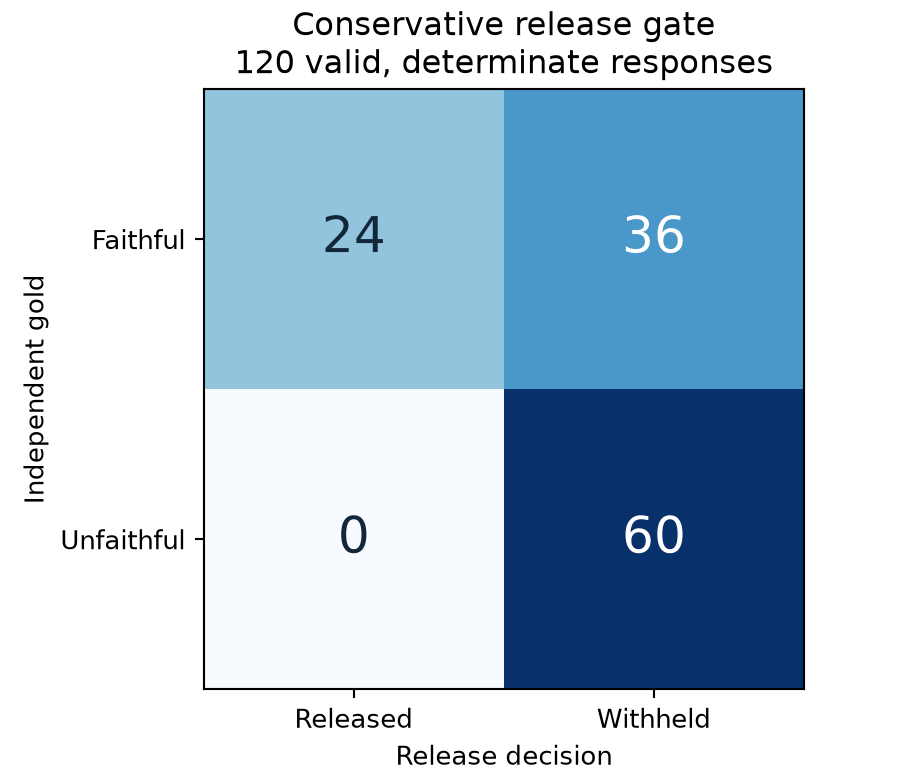 Conservative release gate
120 valid, determinate responses
Independent gold
Faithful
24
36
Unfaithful
0
60
Released
Withheld
Release decision